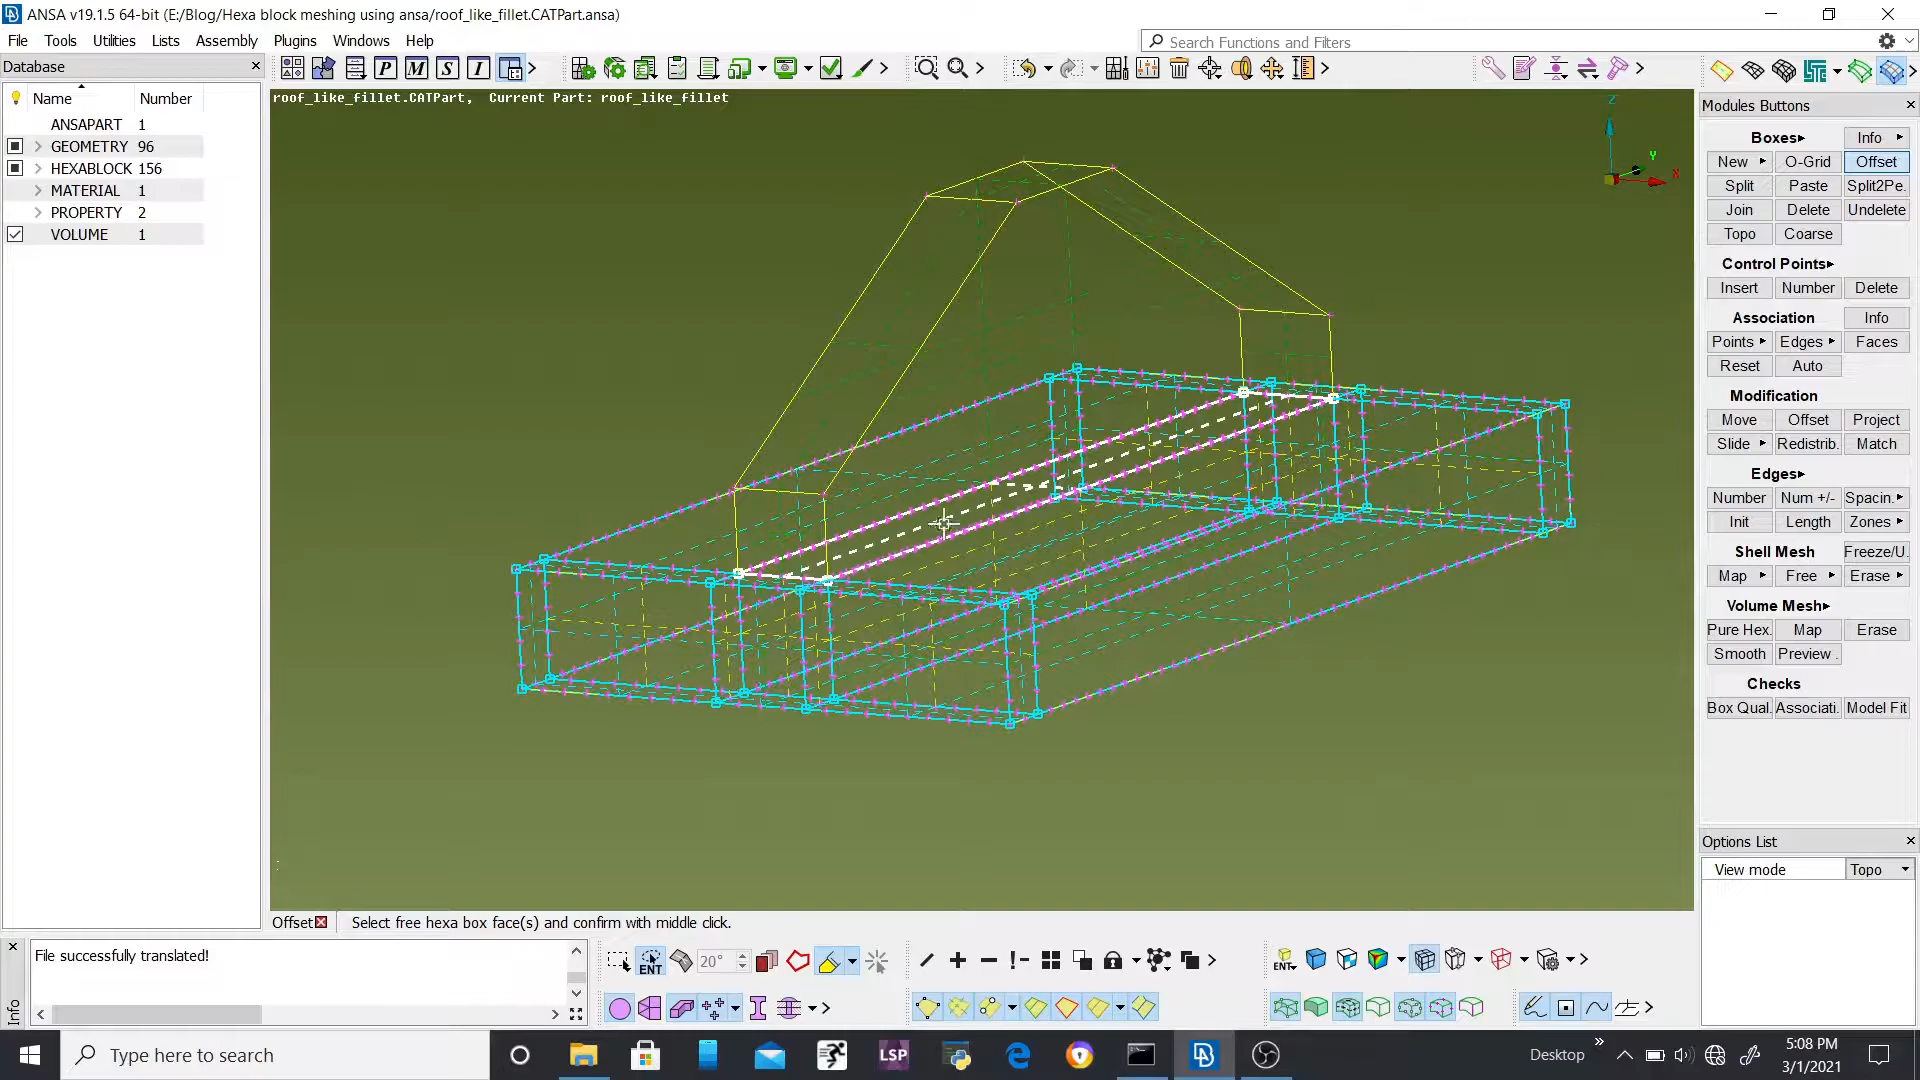 ANSA v19.1.5 64-bit (E:/Blog/Hexa block meshing using ansa/roof_like_fillet.CATPart.ansa)
File Tools Utilities Lists Assembly Plugins Windows Help
Search Functions and Filters
Database
P M S I
Modules Buttons
Name Number
ANSAPART 1
GEOMETRY 96
HEXABLOCK 156
MATERIAL 1
PROPERTY 2
VOLUME 1
roof_like_fillet.CATPart, Current Part: roof_like_fillet
Z
Y
X
Boxes Info
New O-Grid Offset
Split Paste Split2Pe.
Join Delete Undelete
Topo Coarse
Control Points
Insert Number Delete
Association Info
Points Edges Faces
Reset Auto
Modification
Move Offset Project
Slide Redistrib. Match
Edges
Number Num +/- Spacin.
Init Length Zones
Shell Mesh Freeze/U.
Map Free Erase
Volume Mesh
Pure Hex. Map Erase
Smooth Preview .
Checks
Box Qual. Associati. Model Fit
Options List
View mode Topo
Offset Select free hexa box face(s) and confirm with middle click.
File successfully translated!
Info
ENT 20° ENT
Type here to search
LSP
Desktop
5:08 PM
3/1/2021